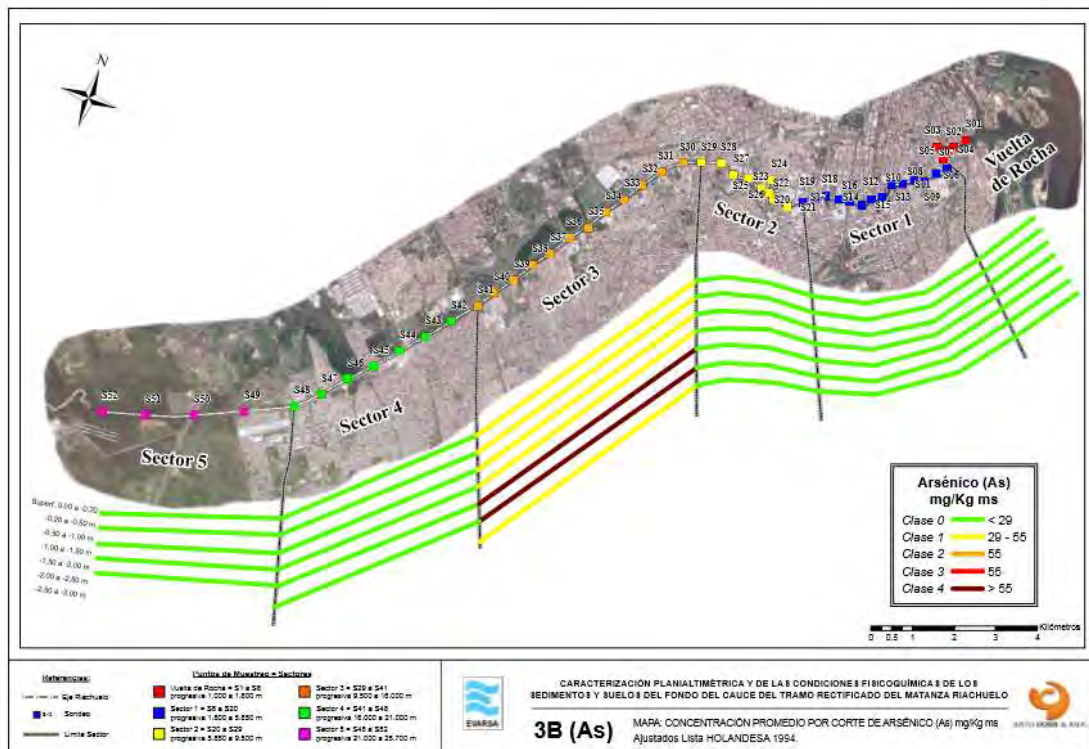 N
S01
S02
S03
S04
S05
S06
S07
S08
S09
S10
S01
S12
S13
S14
S15
S16
S17
S18
S19
S20
S21
S22
S23
S24
S25
S26
S27
S28
S29
S30
S31
S32
S33
S34
S35
S36
S37
S38
S39
S40
S41
S42
S43
S44
S45
S46
S47
S48
S49
S50
S51
S52
Vuelta
de Rocha
Sector 1
Sector 2
Sector 3
Sector 4
Sector 5
Superf. 0,00 a -0,20
-0,20 a -0,50 m
-0,50 a -1,00 m
-1,00 a -1,50 m
-1,50 a -2,00 m
-2,00 a -2,50 m
-2,50 a -3,00 m
Arsénico (As)
mg/Kg ms
Clase 0 < 29
Clase 1 29 - 55
Clase 2 55
Clase 3 55
Clase 4 > 55
Kilómetros
0 0.5 1 2 3 4
Referencias:
Eje Riachuelo
Sondeo
Limite Sector
Puntos de Muestreo = Sectores
Vuelta de Rocha = S1 a S6
progresiva 1.000 a 1.800 m
Sector 1 = S6 a S20
progresiva 1.800 a 5.850 m
Sector 2 = S20 a S29
progresiva 5.850 a 9.500 m
Sector 3 = S29 a S41
progresiva 9.500 a 16.000 m
Sector 4 = S41 a S48
progresiva 16.000 a 21.000 m
Sector 5 = S48 a S52
progresiva 21.000 a 25.700 m
EVARSA
CARACTERIZACIÓN PLANIALTIMÉTRICA Y DE LAS CONDICIONES FISICOQUÍMICAS DE LOS
SEDIMENTOS Y SUELOS DEL FONDO DEL CAUCE DEL TRAMO RECTIFICADO DEL MATANZA RIACHUELO
3B (As)
MAPA: CONCENTRACIÓN PROMEDIO POR CORTE DE ARSÉNICO (As) mg/Kg ms
Ajustados Lista HOLANDESA 1994.